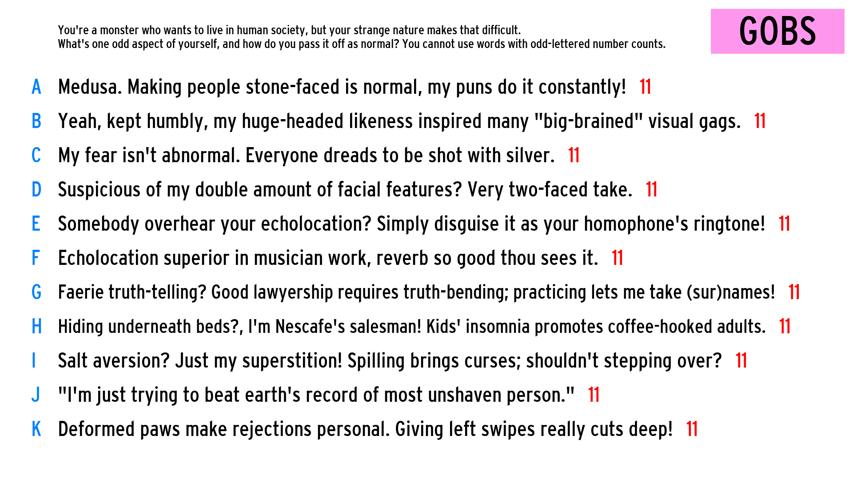 You're a monster who wants to live in human society, but your strange nature makes that difficult.
What's one odd aspect of yourself, and how do you pass it off as normal? You cannot use words with odd-lettered number counts.
GOBS
A Medusa. Making people stone-faced is normal, my puns do it constantly! 11
B Yeah, kept humbly, my huge-headed likeness inspired many "big-brained" visual gags. 11
C My fear isn't abnormal. Everyone dreads to be shot with silver. 11
D Suspicious of my double amount of facial features? Very two-faced take. 11
E Somebody overhear your echolocation? Simply disguise it as your homophone's ringtone! 11
F Echolocation superior in musician work, reverb so good thou sees it. 11
G Faerie truth-telling? Good lawyership requires truth-bending; practicing lets me take (sur)names! 11
H Hiding underneath beds?, I'm Nescafe's salesman! Kids' insomnia promotes coffee-hooked adults. 11
I Salt aversion? Just my superstition! Spilling brings curses; shouldn't stepping over? 11
J "I'm just trying to beat earth's record of most unshaven person." 11
K Deformed paws make rejections personal. Giving left swipes really cuts deep! 11